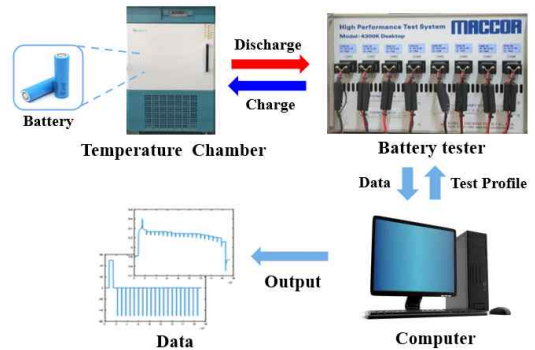 High Performance Test System
MACCOR
Model: 4300K Desktop
Discharge
Charge
Battery
Temperature Chamber
Battery tester
Data
Test Profile
Output
Data
Computer